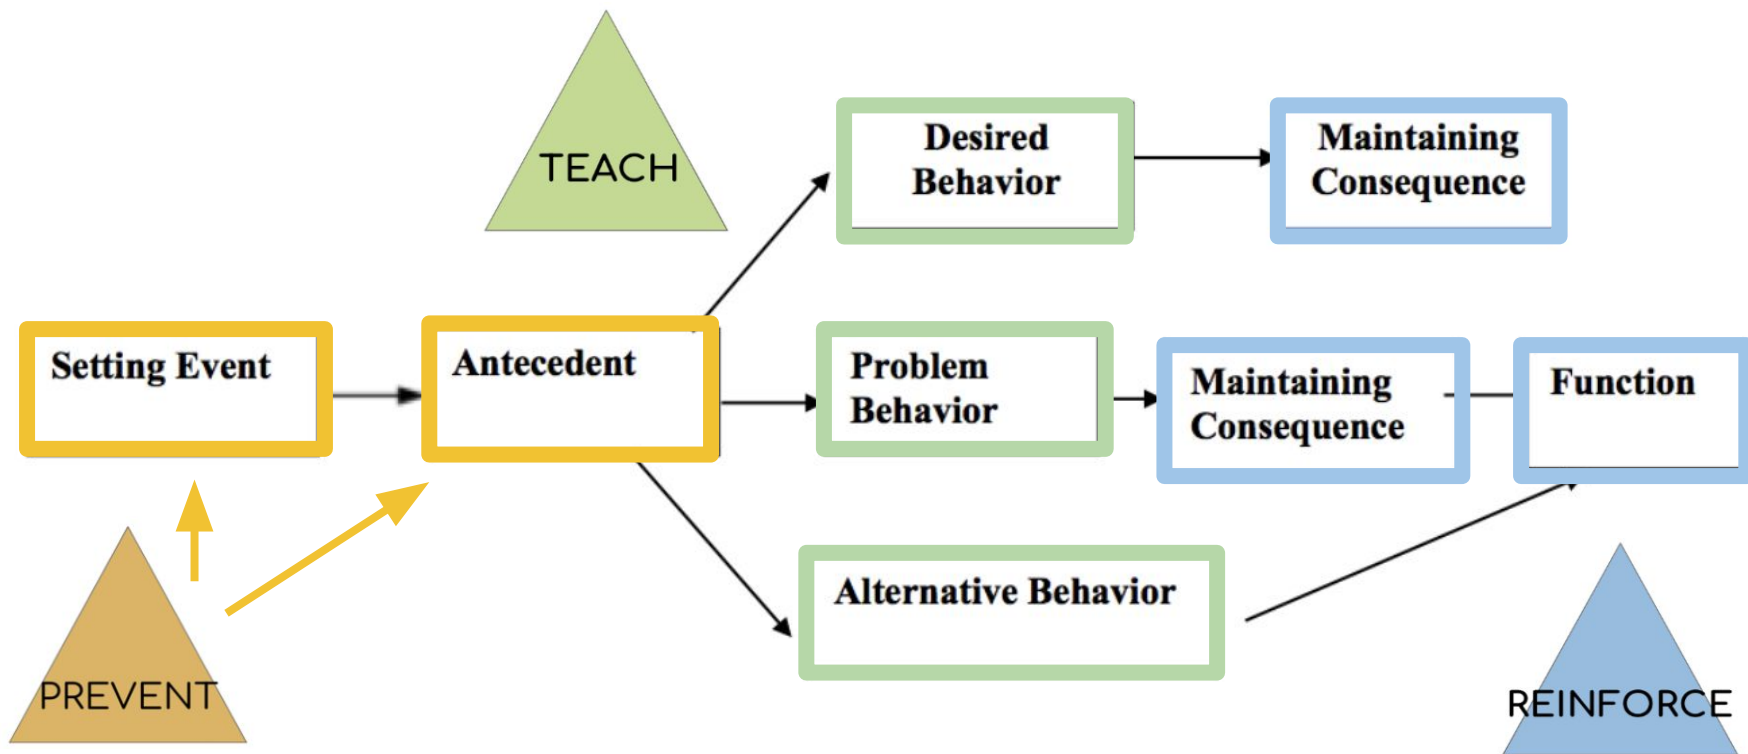 TEACH
Desired
Behavior
Maintaining
Consequence
Setting Event
Antecedent
Problem
Behavior
Maintaining
Consequence
Function
Alternative Behavior
PREVENT
REINFORCE